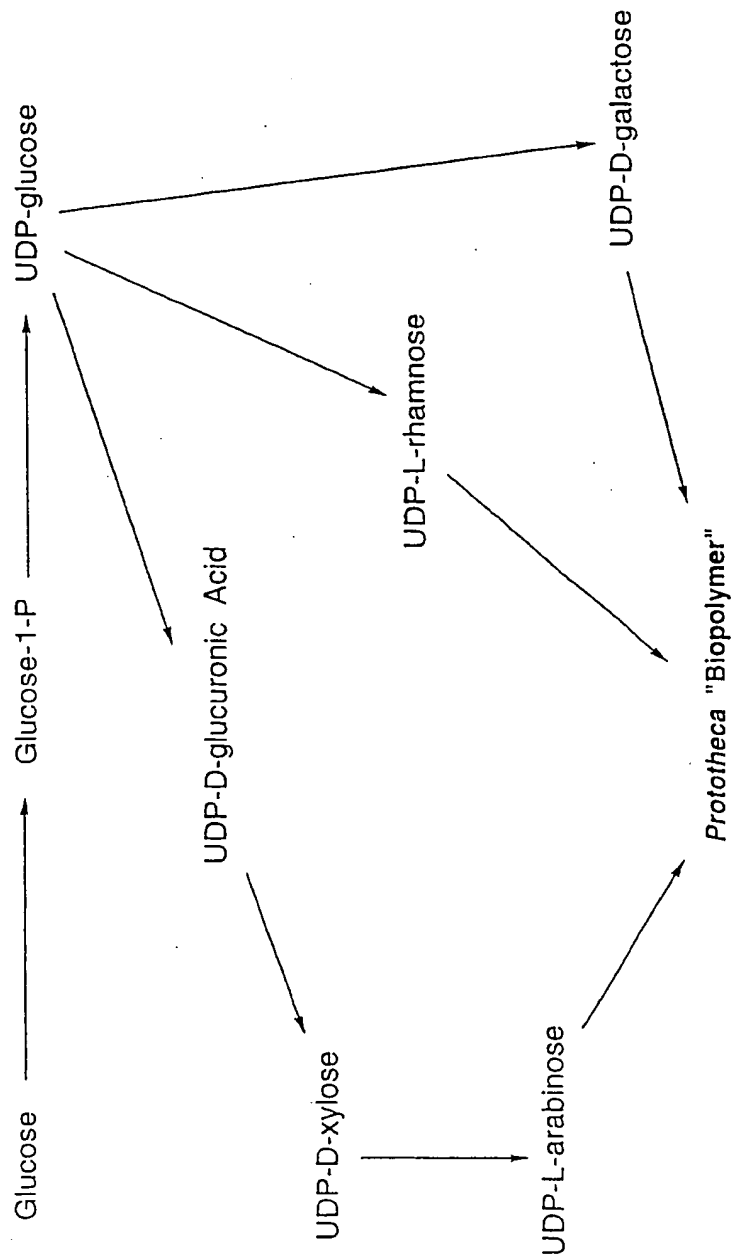 Glucose
Glucose-1-P
UDP-glucose
UDP-D-glucuronic Acid
UDP-D-xylose
UDP-L-rhamnose
UDP-L-arabinose
UDP-D-galactose
Prototheca "Biopolymer"